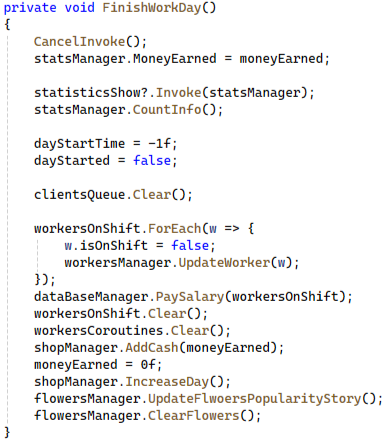 private void FinishWorkDay()
{
    CancelInvoke();
    statsManager.MoneyEarned = moneyEarned;

    statisticsShow?.Invoke(statsManager);
    statsManager.CountInfo();

    dayStartTime = -1f;
    dayStarted = false;

    clientsQueue.Clear();

    workersOnShift.ForEach(w => {
        w.isOnShift = false;
        workersManager.UpdateWorker(w);
    });
    dataBaseManager.PaySalary(workersOnShift);
    workersOnShift.Clear();
    workersCoroutines.Clear();
    shopManager.AddCash(moneyEarned);
    moneyEarned = 0f;
    shopManager.IncreaseDay();
    flowersManager.UpdateFlwoersPopularityStory();
    flowersManager.ClearFlowers();
}